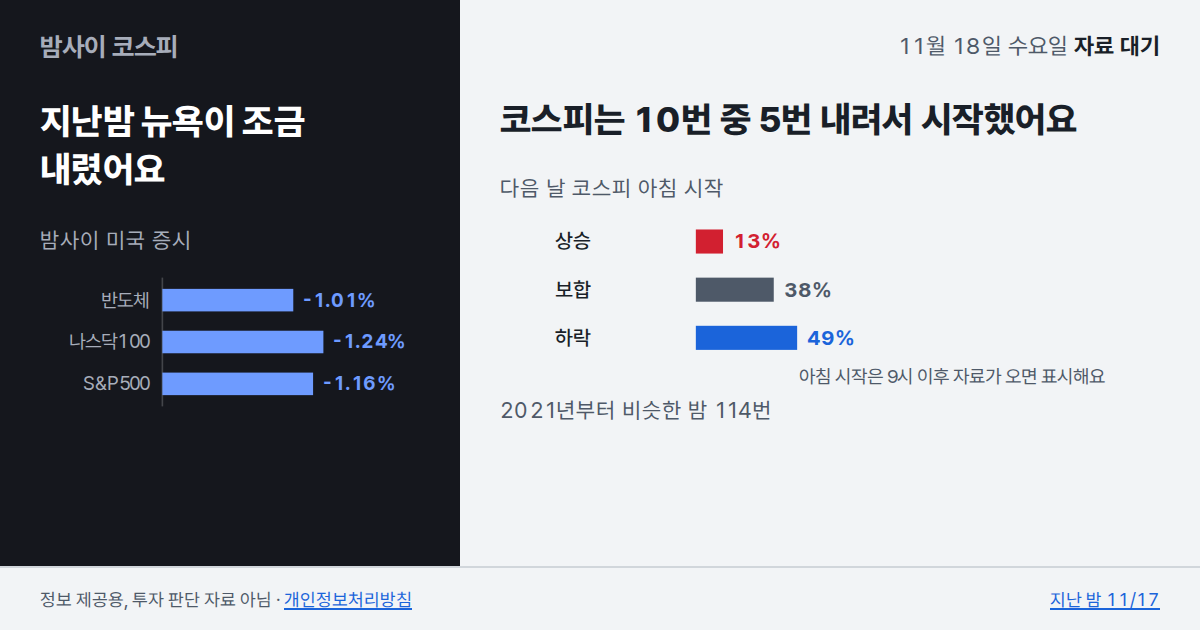 밤사이 코스피
지난밤 뉴욕이 조금
내렸어요
밤사이 미국 증시
반도체 -1.01%
나스닥100 -1.24%
S&P500 -1.16%
11월 18일 수요일 자료 대기
코스피는 10번 중 5번 내려서 시작했어요
다음 날 코스피 아침 시작
상승 13%
보합 38%
하락 49%
아침 시작은 9시 이후 자료가 오면 표시해요
2021년부터 비슷한 밤 114번
정보 제공용, 투자 판단 자료 아님 · 개인정보처리방침
지난 밤 11/17